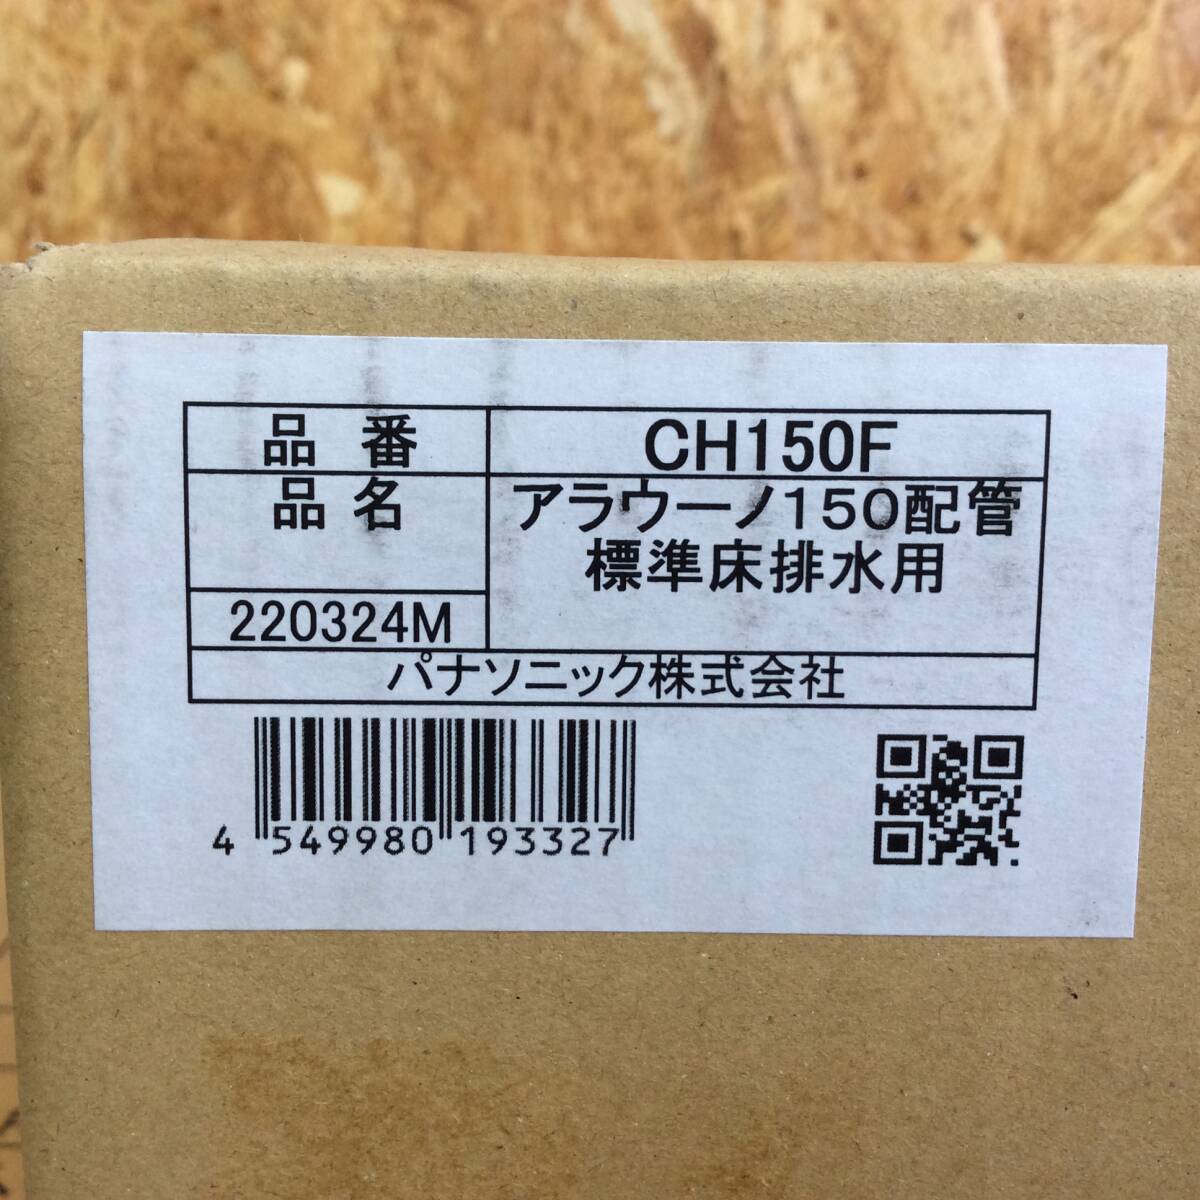 品 番
CH150F
品 名
アラウーノ150配管
標準床排水用
220324M
パナソニック株式会社
4 549980 193327